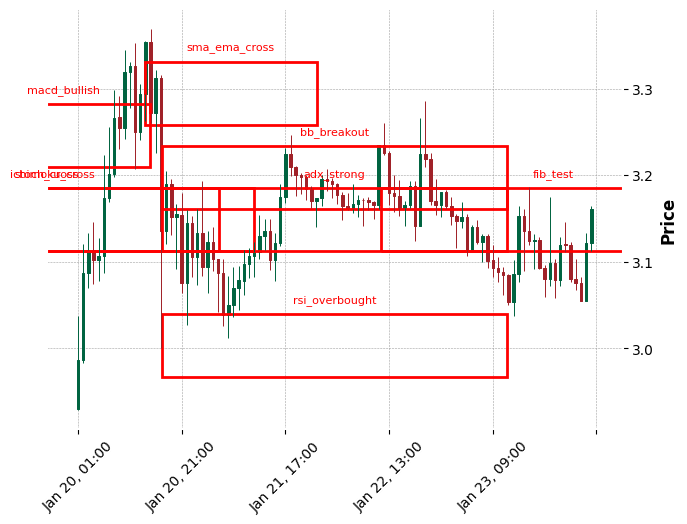 sma_ema_cross
macd_bullish
3.3
bb_breakout
stoch_cross
adx_strong
fib_test
3.2
Price
3.1
rsi_overbought
3.0
Jan 20, 01:00
Jan 20, 21:00
Jan 21, 17:00
Jan 22, 13:00
Jan 23, 09:00